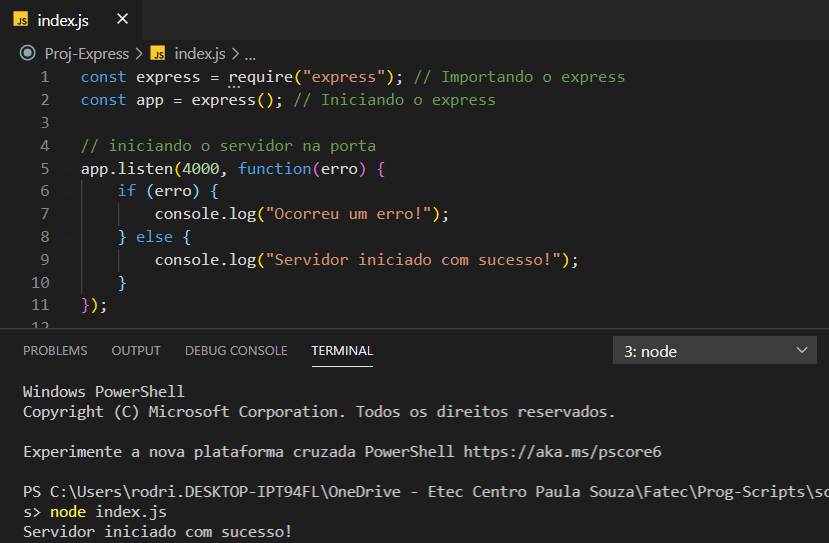 JS index.js ×
Proj-Express > JS index.js > ...
1 const express = require("express"); // Importando o express
2 const app = express(); // Iniciando o express
3
4 // iniciando o servidor na porta
5 app.listen(4000, function(erro) {
6 if (erro) {
7 console.log("Ocorreu um erro!");
8 } else {
9 console.log("Servidor iniciado com sucesso!");
10 }
11 });
12
PROBLEMS OUTPUT DEBUG CONSOLE TERMINAL 3: node
Windows PowerShell
Copyright (C) Microsoft Corporation. Todos os direitos reservados.
Experimente a nova plataforma cruzada PowerShell https://aka.ms/pscore6
PS C:\Users\rodri.DESKTOP-IPT94FL\OneDrive - Etec Centro Paula Souza\Fatec\Prog-Scripts\
s> node index.js
Servidor iniciado com sucesso!